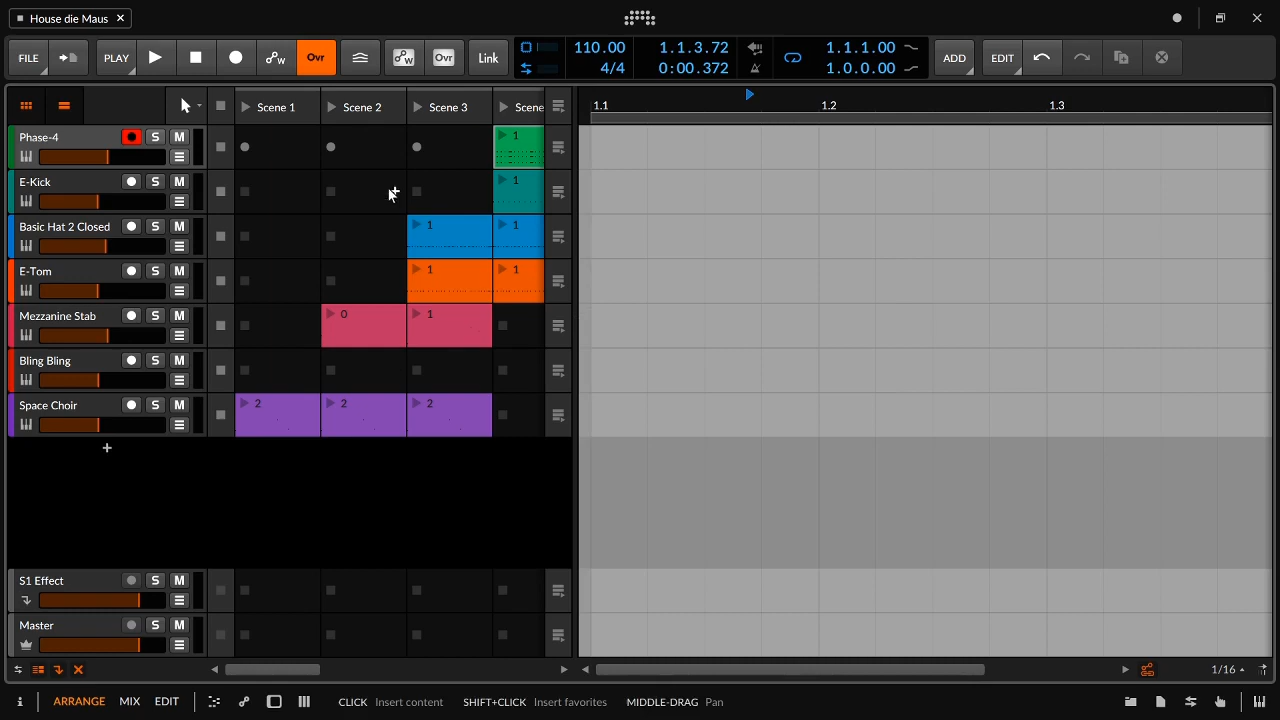 House die Maus
FILE
PLAY
Ovr
Ovr
Link
110.00
4/4
1.1.3.72
0:00.372
1.1.1.00
1.0.0.00
ADD
EDIT
Scene 1
Scene 2
Scene 3
Scene
1.1
1.2
1.3
Phase-4
S
M
1
E-Kick
S
M
1
Basic Hat 2 Closed
S
M
1
1
E-Tom
S
M
1
1
Mezzanine Stab
S
M
0
1
Bling Bling
S
M
Space Choir
S
M
2
2
2
S1 Effect
S
M
Master
S
M
1/16
ARRANGE
MIX
EDIT
CLICK Insert content
SHIFT+CLICK Insert favorites
MIDDLE-DRAG Pan